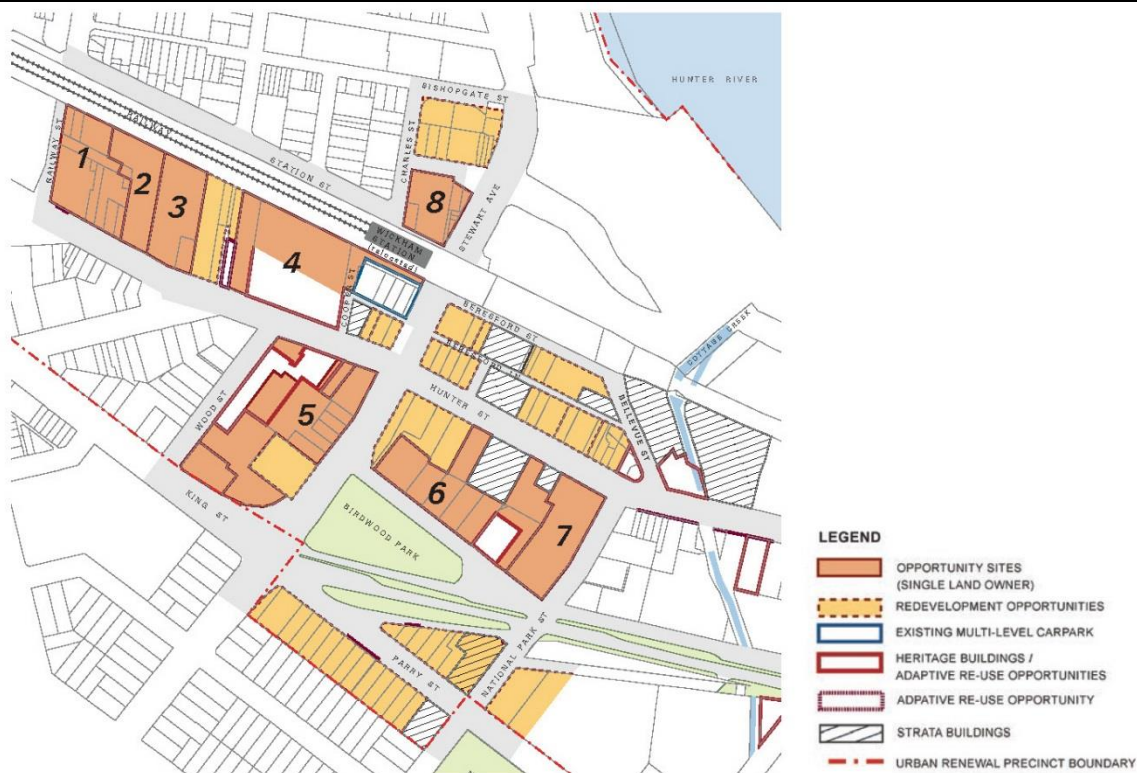 HUNTER RIVER
BISHOPGATE ST
CHARLES ST
RAILWAY
STATION ST
RAILWAY ST
STEWART AVE
1
2
3
8
WICKHAM
STATION
4
COOPER ST
BERESFORD ST
BERESFORD LN
COTTAGE CREEK
HUNTER ST
BELLEVUE ST
WOOD ST
5
6
7
KING ST
BIRDWOOD PARK
NATIONAL PARK ST
PARRY ST
LEGEND
OPPORTUNITY SITES
(SINGLE LAND OWNER)
REDEVELOPMENT OPPORTUNITIES
EXISTING MULTI-LEVEL CARPARK
HERITAGE BUILDINGS /
ADAPTIVE RE-USE OPPORTUNITIES
ADPATIVE RE-USE OPPORTUNITY
STRATA BUILDINGS
URBAN RENEWAL PRECINCT BOUNDARY